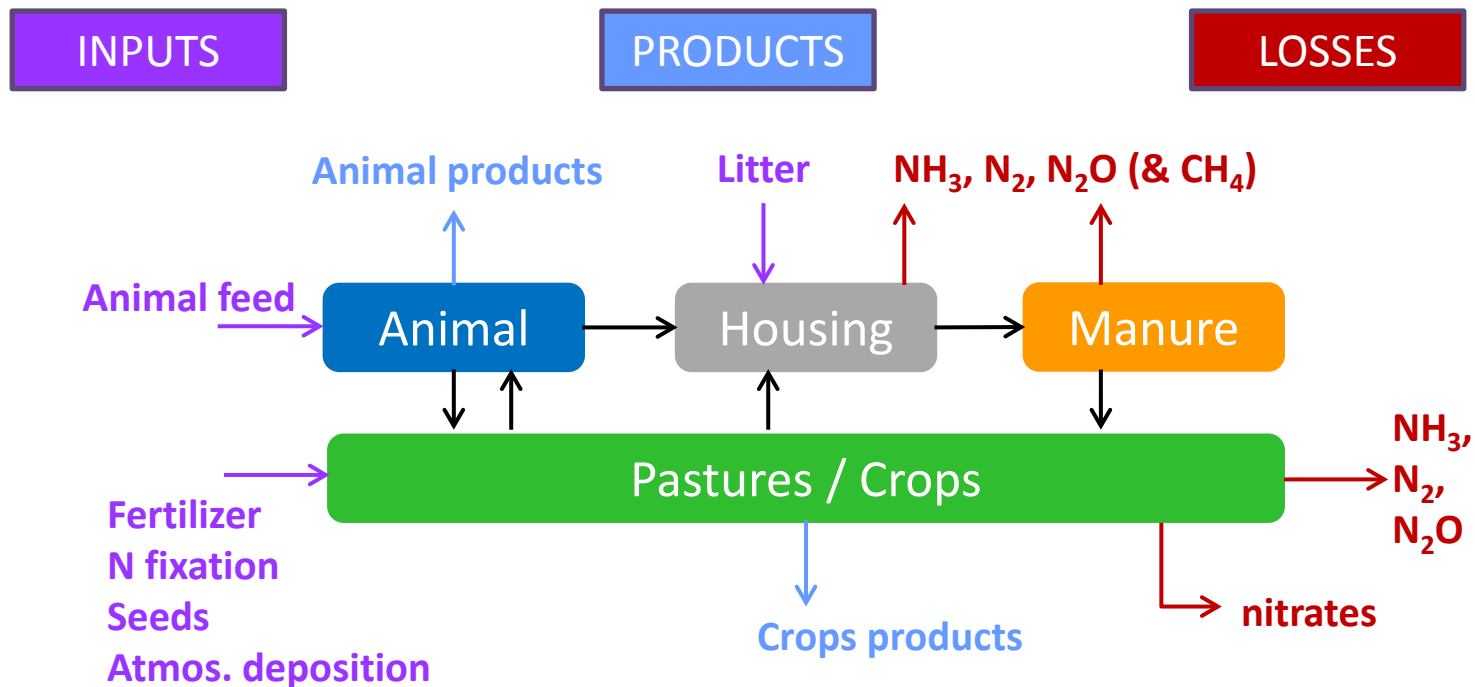 INPUTS
PRODUCTS
LOSSES
Animal products
Litter
NH₃, N₂, N₂O (& CH₄)
Animal feed
Animal
Housing
Manure
Pastures / Crops
NH₃,
N₂,
N₂O
Fertilizer
N fixation
Seeds
Atmos. deposition
Crops products
nitrates